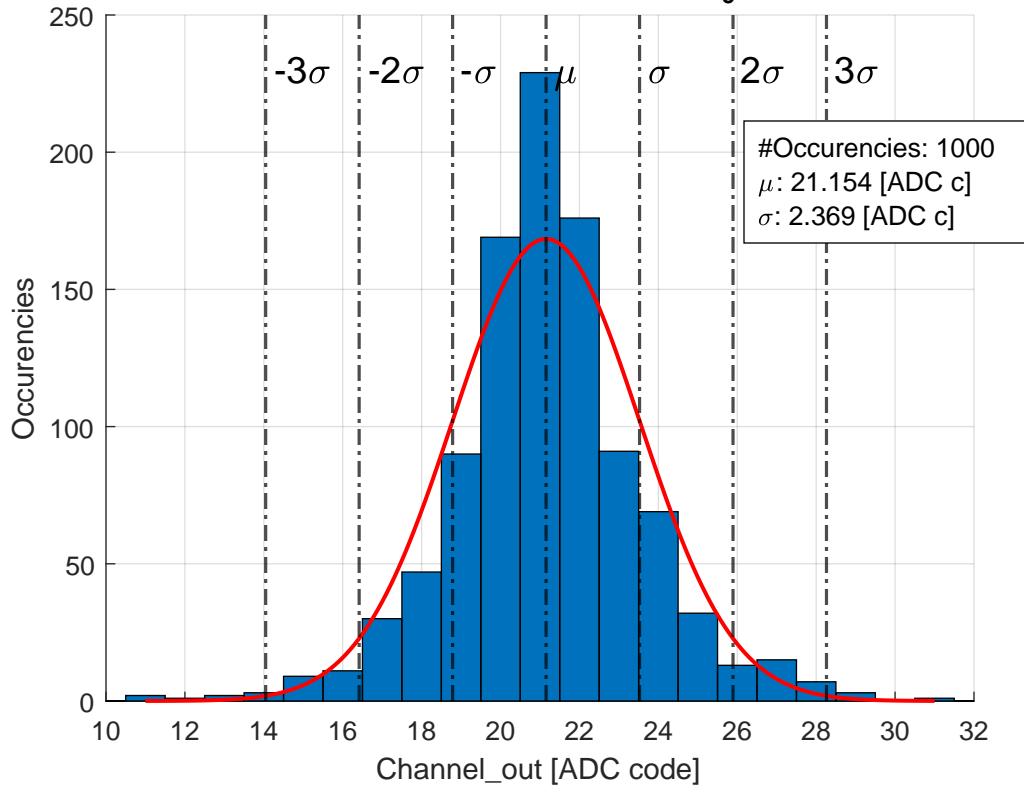 250
200
150
100
50
0
-3σ
-2σ
-σ
μ
σ
2σ
3σ
#Occurencies: 1000
μ: 21.154 [ADC c]
σ: 2.369 [ADC c]
Occurencies
10 12 14 16 18 20 22 24 26 28 30 32
Channel_out [ADC code]